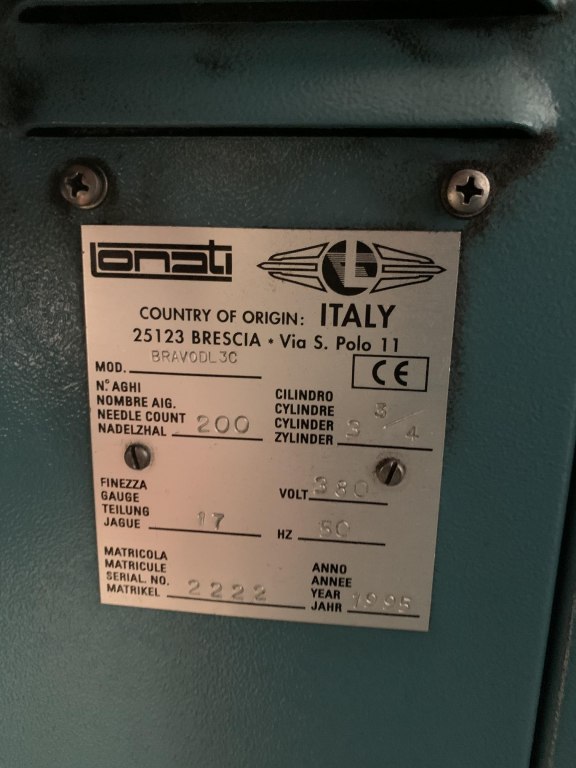 Lonati
COUNTRY OF ORIGIN: ITALY
25123 BRESCIA • Via S. Polo 11
MOD. BRAVODL3C
CE
N.° AGHI
NOMBRE AIG.
NEEDLE COUNT
NADELZHAL 200
CILINDRO
CYLINDRE
CYLINDER
ZYLINDER 3 3/4
FINEZZA
GAUGE
TEILUNG
JAGUE 17
VOLT 380
HZ 50
MATRICOLA
MATRICULE
SERIAL. NO.
MATRIKEL 2222
ANNO
ANNEE
YEAR
JAHR 1995